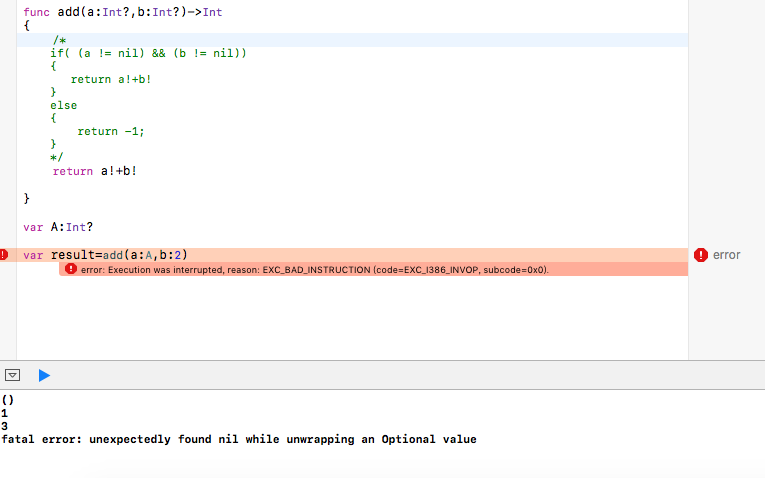 func add(a:Int?,b:Int?)->Int
{
/*
if( (a != nil) && (b != nil))
{
return a!+b!
}
else
{
return -1;
}
*/
return a!+b!
}
var A:Int?
var result=add(a:A,b:2)
error
error: Execution was interrupted, reason: EXC_BAD_INSTRUCTION (code=EXC_I386_INVOP, subcode=0x0).
()
1
3
fatal error: unexpectedly found nil while unwrapping an Optional value